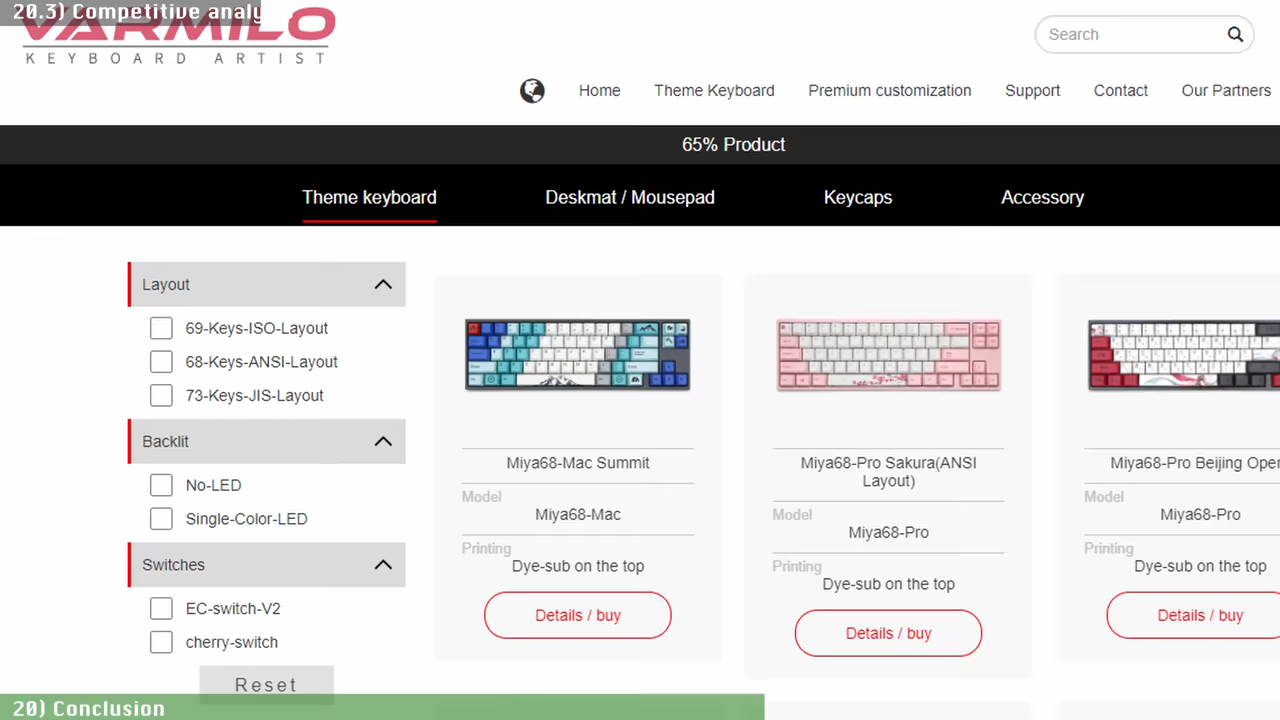 20.3) Competitive analy
VARMILO
KEYBOARD ARTIST
Search
Home Theme Keyboard Premium customization Support Contact Our Partners
65% Product
Theme keyboard Deskmat / Mousepad Keycaps Accessory
Layout
69-Keys-ISO-Layout
68-Keys-ANSI-Layout
73-Keys-JIS-Layout
Backlit
No-LED
Single-Color-LED
Switches
EC-switch-V2
cherry-switch
Reset
Miya68-Mac Summit
Model
Miya68-Mac
Printing
Dye-sub on the top
Details / buy
Miya68-Pro Sakura(ANSI
Layout)
Model
Miya68-Pro
Printing
Dye-sub on the top
Details / buy
Miya68-Pro Beijing Oper
Model
Miya68-Pro
Printing
Dye-sub on the top
Details / buy
20) Conclusion